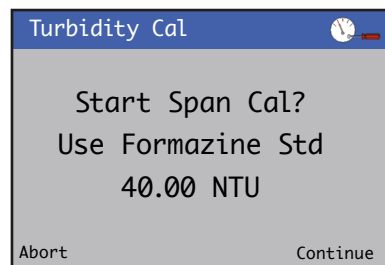 Turbidity Cal
Start Span Cal?
Use Formazine Std
40.00 NTU
Abort Continue